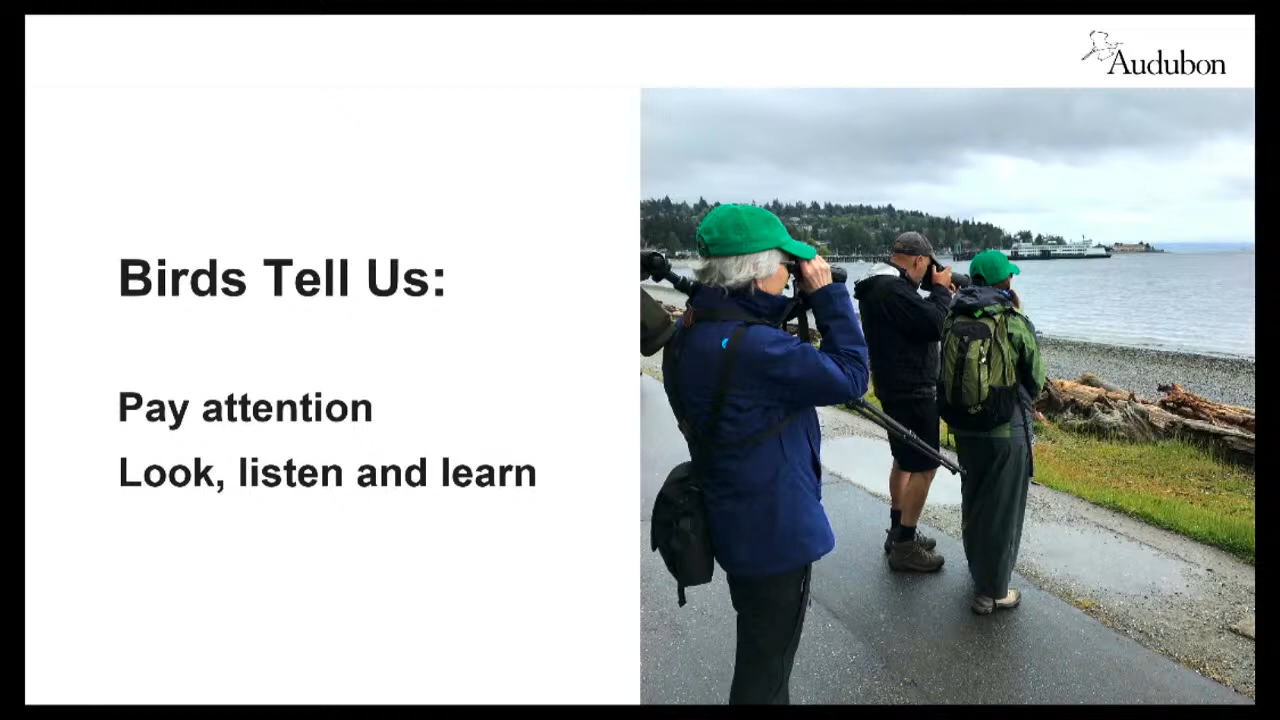 Audubon
Birds Tell Us:
Pay attention
Look, listen and learn